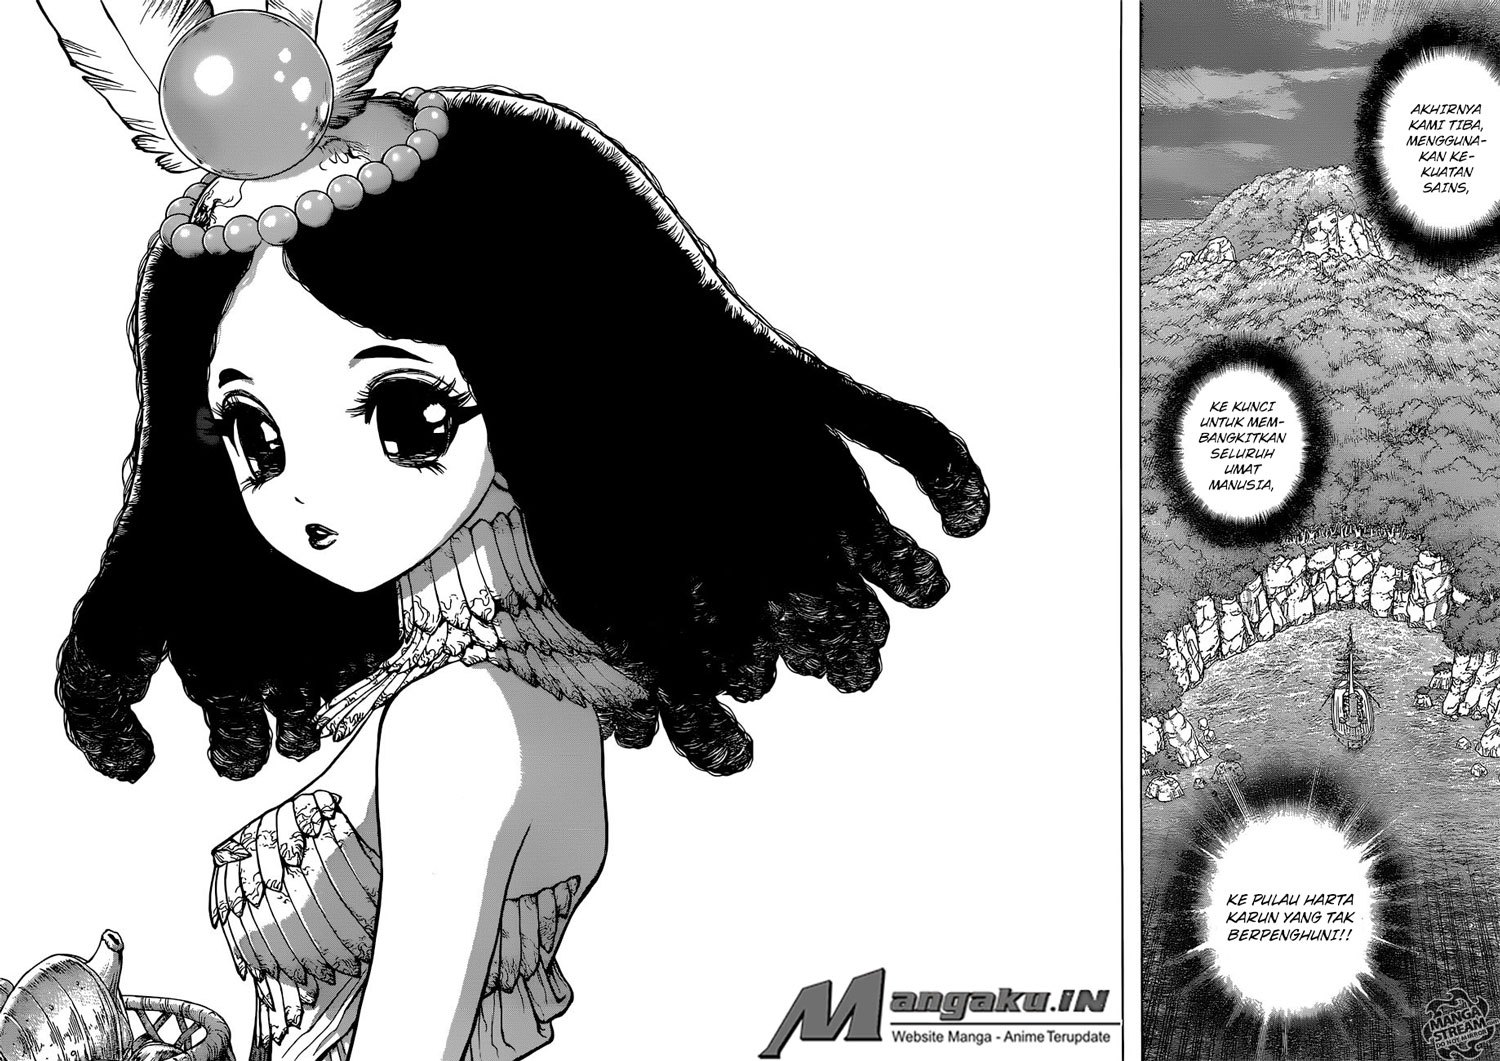 AKHIRNYA
KAMI TIBA,
MENGGUNA-
KAN KE-
KUATAN
SAINS,
KE KUNCI
UNTUK MEM-
BANGKITKAN
SELURUH
UMAT
MANUSIA,
KE PULAU HARTA
KARUN YANG TAK
BERPENGHUNI!!
Mangaku.iN
Website Manga - Anime Terupdate
MANGA
STREAM